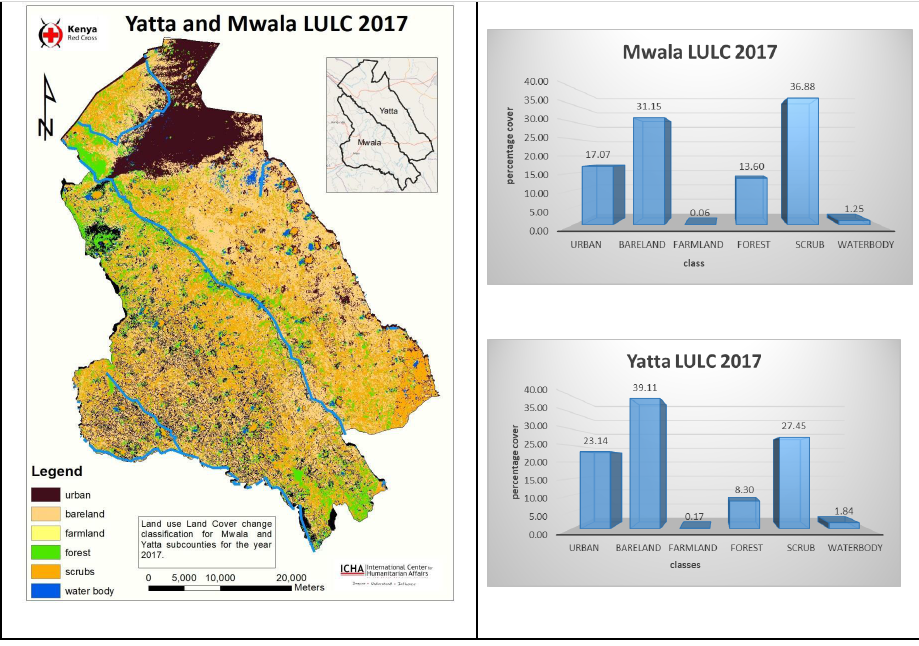 Kenya
Red Cross
Yatta and Mwala LULC 2017
N
Yatta
Mwala
Legend
urban
bareland
farmland
forest
scrubs
water body
Land use Land Cover change
classification for Mwala and
Yatta subcounties for the year
2017.
0 5,000 10,000 20,000
Meters
ICHA International Center for
Humanitarian Affairs
Mwala LULC 2017
percentage cover
40.00
35.00
30.00
25.00
20.00
15.00
10.00
5.00
0.00
17.07
31.15
0.06
13.60
36.88
1.25
URBAN BARELAND FARMLAND FOREST SCRUB WATERBODY
class
Yatta LULC 2017
percentage cover
40.00
35.00
30.00
25.00
20.00
15.00
10.00
5.00
0.00
23.14
39.11
0.17
8.30
27.45
1.84
URBAN BARELAND FARMLAND FOREST SCRUB WATERBODY
classes